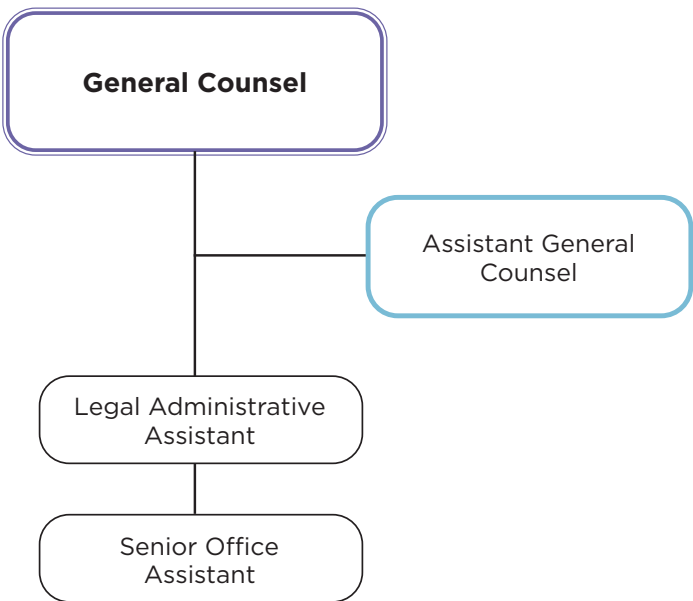 General Counsel
Assistant General
Counsel
Legal Administrative
Assistant
Senior Office
Assistant